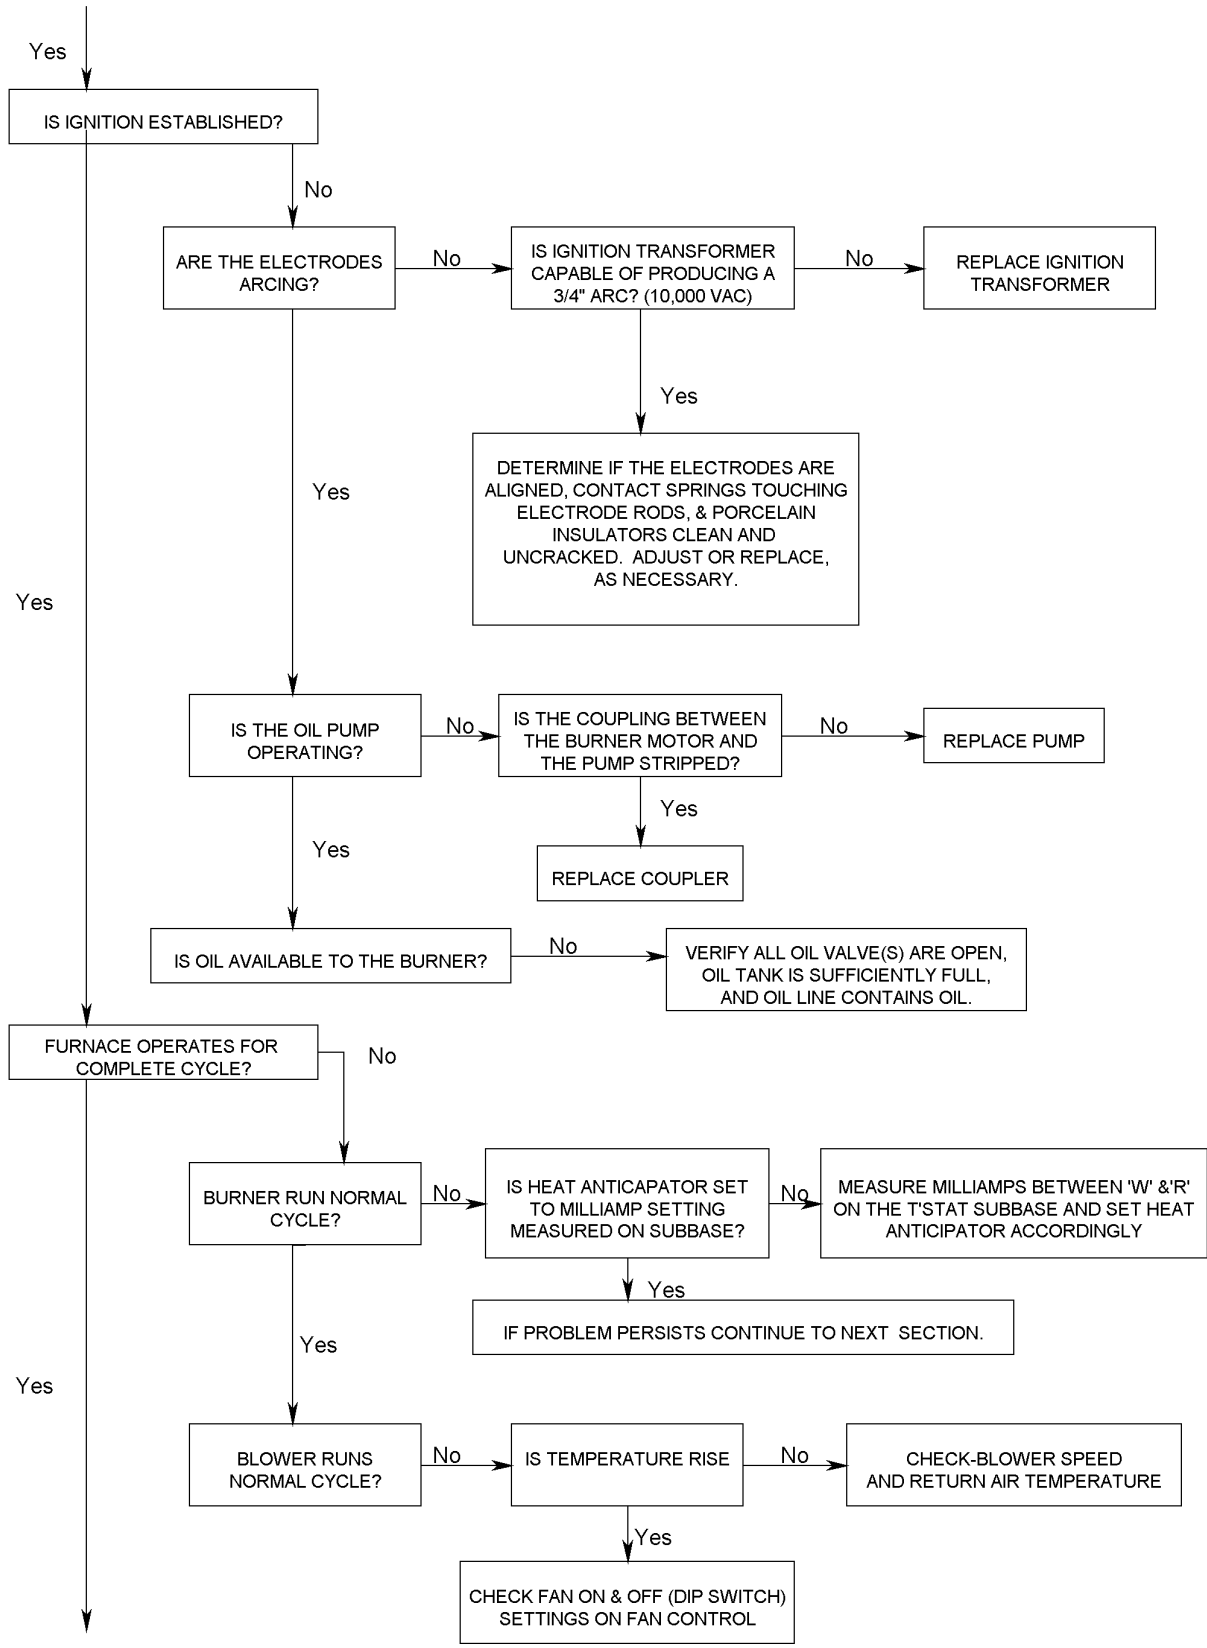 Yes
IS IGNITION ESTABLISHED?
No
ARE THE ELECTRODES
ARCING?
No
IS IGNITION TRANSFORMER
CAPABLE OF PRODUCING A
3/4" ARC? (10,000 VAC)
No
REPLACE IGNITION
TRANSFORMER
Yes
DETERMINE IF THE ELECTRODES ARE
ALIGNED, CONTACT SPRINGS TOUCHING
ELECTRODE RODS, & PORCELAIN
INSULATORS CLEAN AND
UNCRACKED.  ADJUST OR REPLACE,
AS NECESSARY.
Yes
Yes
IS THE OIL PUMP
OPERATING?
No
IS THE COUPLING BETWEEN
THE BURNER MOTOR AND
THE PUMP STRIPPED?
No
REPLACE PUMP
Yes
REPLACE COUPLER
Yes
IS OIL AVAILABLE TO THE BURNER?
No
VERIFY ALL OIL VALVE(S) ARE OPEN,
OIL TANK IS SUFFICIENTLY FULL,
AND OIL LINE CONTAINS OIL.
FURNACE OPERATES FOR
COMPLETE CYCLE?
No
BURNER RUN NORMAL
CYCLE?
No
IS HEAT ANTICAPATOR SET
TO MILLIAMP SETTING
MEASURED ON SUBBASE?
No
MEASURE MILLIAMPS BETWEEN 'W' &'R'
ON THE T'STAT SUBBASE AND SET HEAT
ANTICIPATOR ACCORDINGLY
Yes
IF PROBLEM PERSISTS CONTINUE TO NEXT  SECTION.
Yes
Yes
BLOWER RUNS
NORMAL CYCLE?
No
IS TEMPERATURE RISE
No
CHECK-BLOWER SPEED
AND RETURN AIR TEMPERATURE
Yes
CHECK FAN ON & OFF (DIP SWITCH)
SETTINGS ON FAN CONTROL